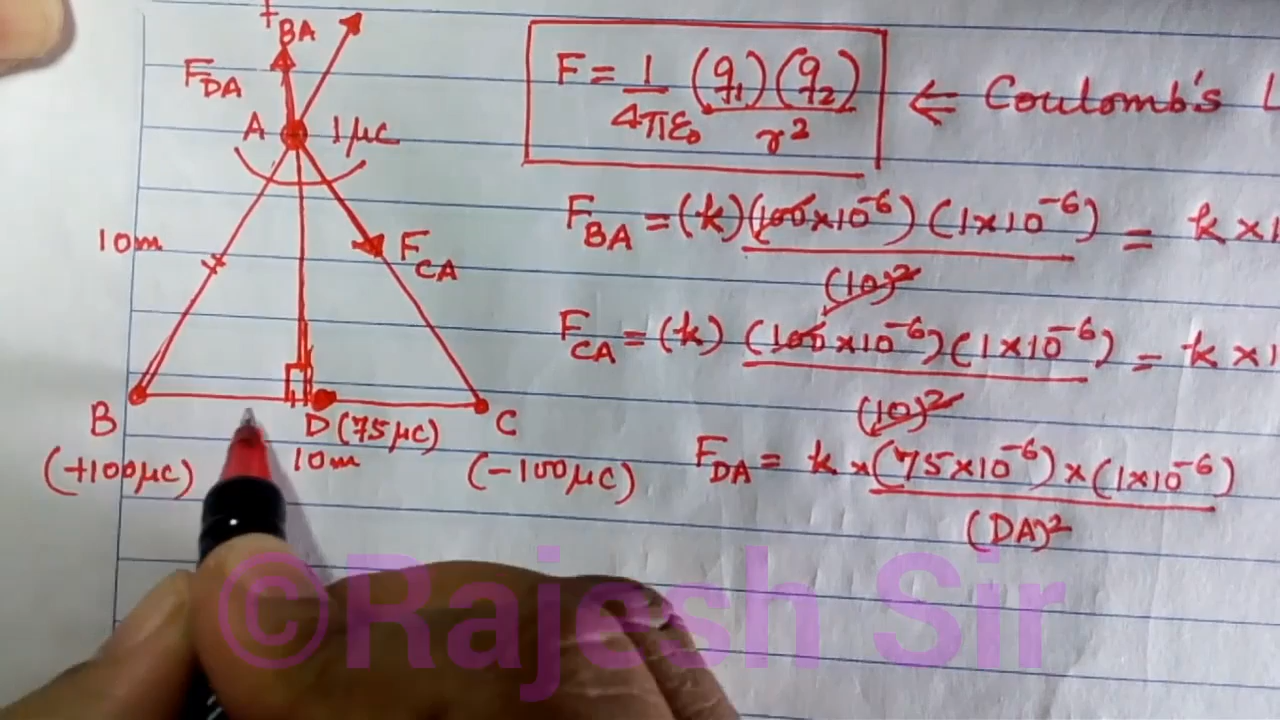 F_BA
F_DA
A 1μc
10m
F_CA
B D (75μc) C
(+100μc) 10m (-100μc)
F = 1/4πε₀ (q₁)(q₂)/r² ⇐ Coulomb's L
F_BA = (k) (100×10⁻⁶) (1×10⁻⁶)/(10)² = k×1
F_CA = (k) (100×10⁻⁶)(1×10⁻⁶)/(10)² = k×1
F_DA = k × (75×10⁻⁶)×(1×10⁻⁶)/(DA)²
©Rajesh Sir